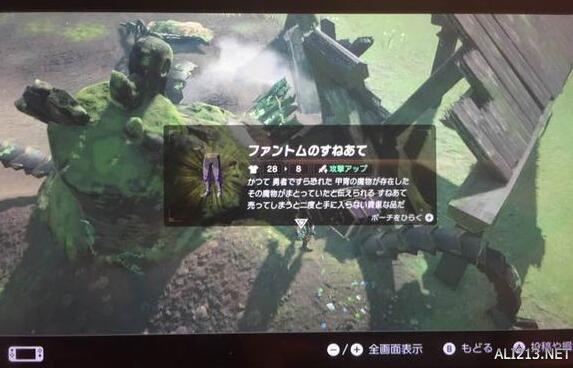 ファントムのすねあて
28 ▸ 8 攻撃アップ
かつて 勇者ですら恐れた 甲冑の魔物が存在した
その魔物がまとっていたと伝えられる すねあて
売ってしまうと二度と手に入らない貴重な品だ
ポーチをひらく
−/+ 全画面表示 B もどる A 投稿や
ALI213.NET